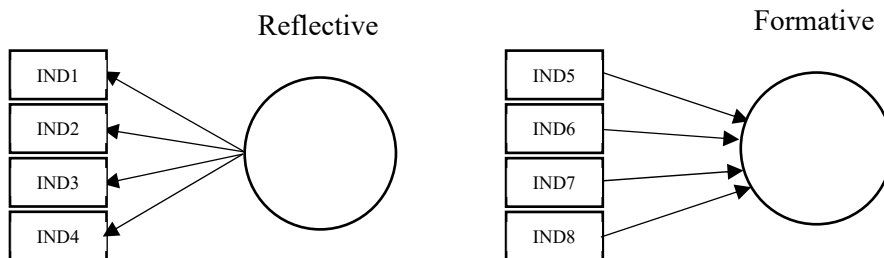 Reflective
IND1
IND2
IND3
IND4
Formative
IND5
IND6
IND7
IND8